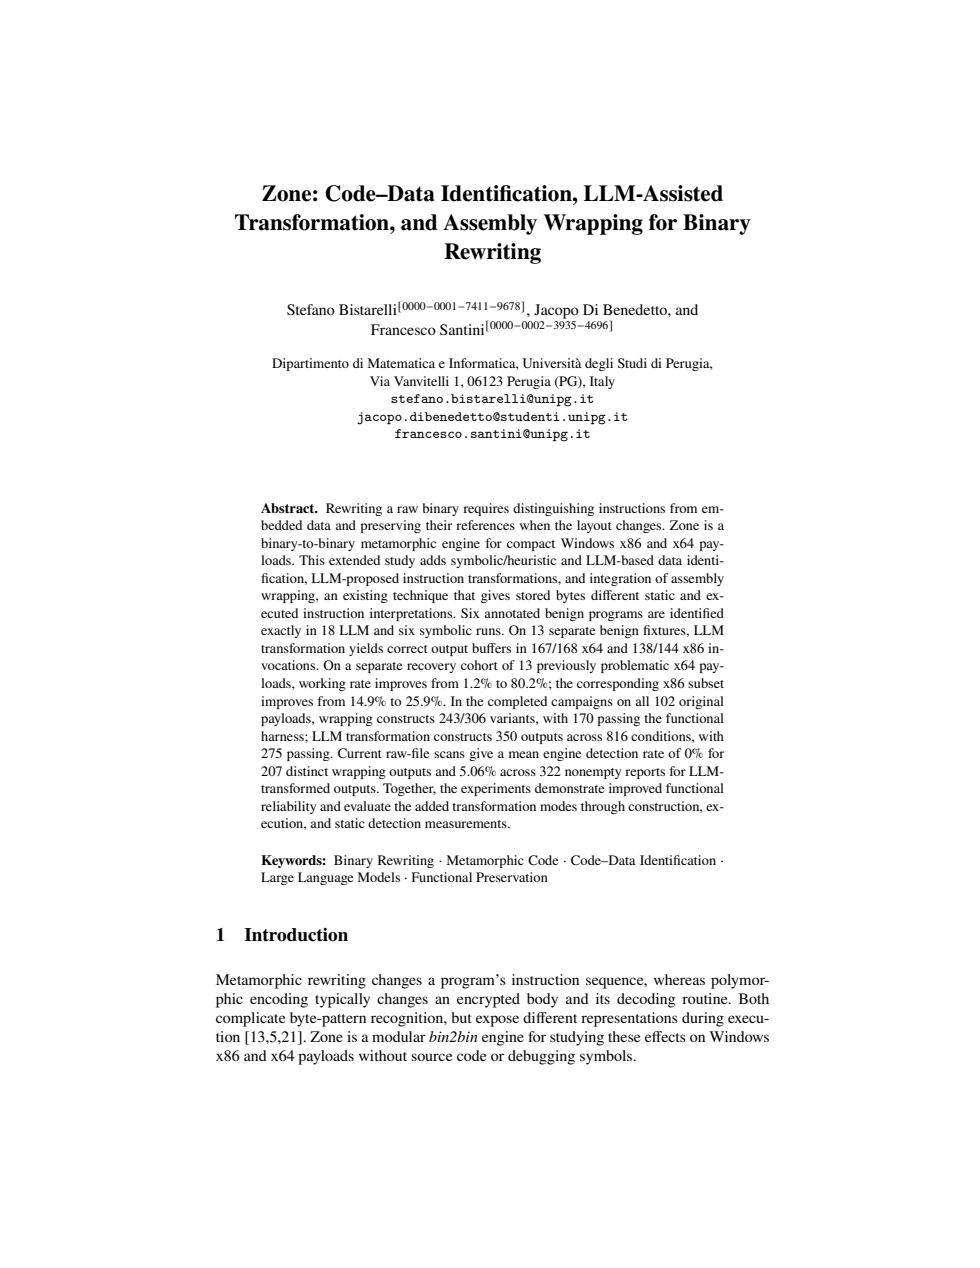 Zone: Code–Data Identification, LLM-Assisted
Transformation, and Assembly Wrapping for Binary
Rewriting
Stefano Bistarelli[0000−0001−7411−9678], Jacopo Di Benedetto, and
Francesco Santini[0000−0002−3935−4696]
Dipartimento di Matematica e Informatica, Università degli Studi di Perugia,
Via Vanvitelli 1, 06123 Perugia (PG), Italy
stefano.bistarelli@unipg.it
jacopo.dibenedetto@studenti.unipg.it
francesco.santini@unipg.it
Abstract. Rewriting a raw binary requires distinguishing instructions from em-
bedded data and preserving their references when the layout changes. Zone is a
binary-to-binary metamorphic engine for compact Windows x86 and x64 pay-
loads. This extended study adds symbolic/heuristic and LLM-based data identi-
fication, LLM-proposed instruction transformations, and integration of assembly
wrapping, an existing technique that gives stored bytes different static and ex-
ecuted instruction interpretations. Six annotated benign programs are identified
exactly in 18 LLM and six symbolic runs. On 13 separate benign fixtures, LLM
transformation yields correct output buffers in 167/168 x64 and 138/144 x86 in-
vocations. On a separate recovery cohort of 13 previously problematic x64 pay-
loads, working rate improves from 1.2% to 80.2%; the corresponding x86 subset
improves from 14.9% to 25.9%. In the completed campaigns on all 102 original
payloads, wrapping constructs 243/306 variants, with 170 passing the functional
harness; LLM transformation constructs 350 outputs across 816 conditions, with
275 passing. Current raw-file scans give a mean engine detection rate of 0% for
207 distinct wrapping outputs and 5.06% across 322 nonempty reports for LLM-
transformed outputs. Together, the experiments demonstrate improved functional
reliability and evaluate the added transformation modes through construction, ex-
ecution, and static detection measurements.
Keywords: Binary Rewriting · Metamorphic Code · Code–Data Identification ·
Large Language Models · Functional Preservation
1 Introduction
Metamorphic rewriting changes a program's instruction sequence, whereas polymor-
phic encoding typically changes an encrypted body and its decoding routine. Both
complicate byte-pattern recognition, but expose different representations during execu-
tion [13,5,21]. Zone is a modular bin2bin engine for studying these effects on Windows
x86 and x64 payloads without source code or debugging symbols.